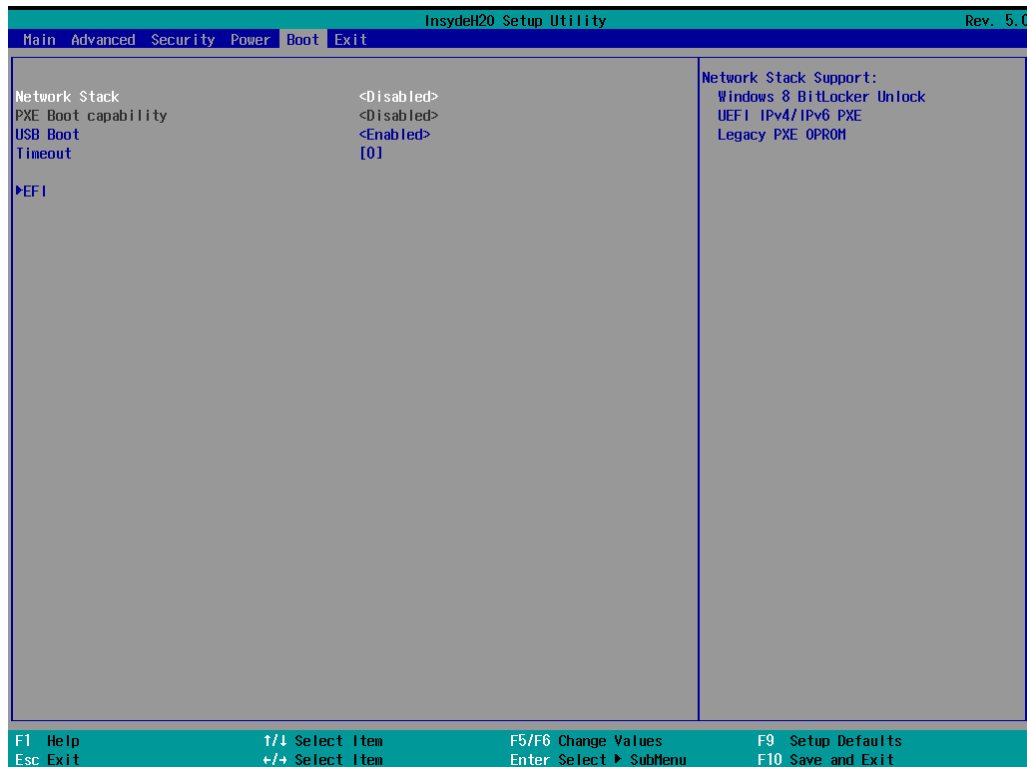 InsydeH20 Setup Utility Rev. 5.0
Main Advanced Security Power Boot Exit
Network Stack <Disabled>
PXE Boot capability <Disabled>
USB Boot <Enabled>
Timeout [0]
▶EFI
Network Stack Support:
Windows 8 BitLocker Unlock
UEFI IPv4/IPv6 PXE
Legacy PXE OPROM
F1 Help ↑/↓ Select Item F5/F6 Change Values F9 Setup Defaults
Esc Exit ←/→ Select Item Enter Select ▶ SubMenu F10 Save and Exit